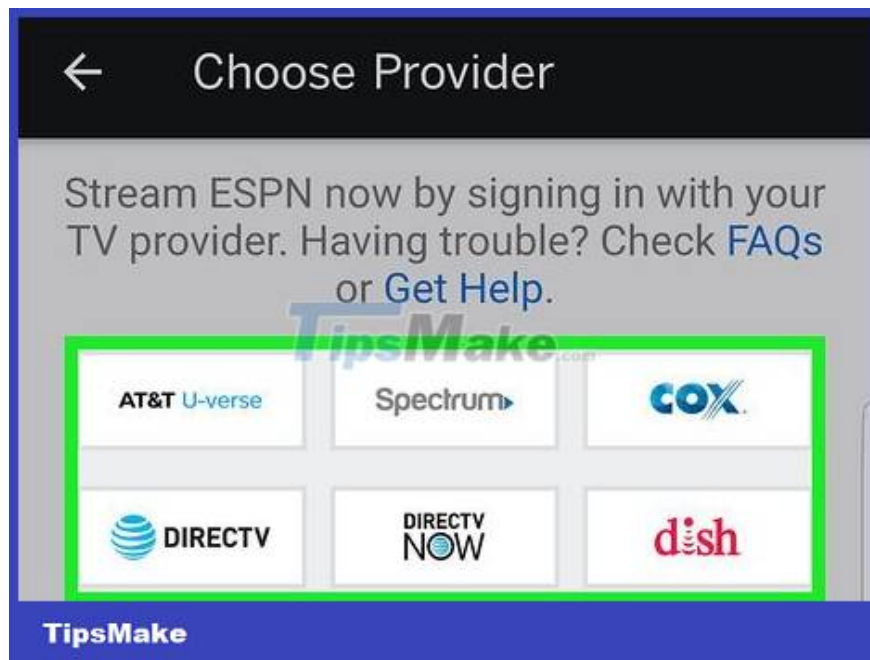 Choose Provider
Stream ESPN now by signing in with your
TV provider. Having trouble? Check FAQs
or Get Help.
TipsMake.com
AT&T U-verse
Spectrum
COX
DIRECTV
DIRECTV NOW
dish
TipsMake